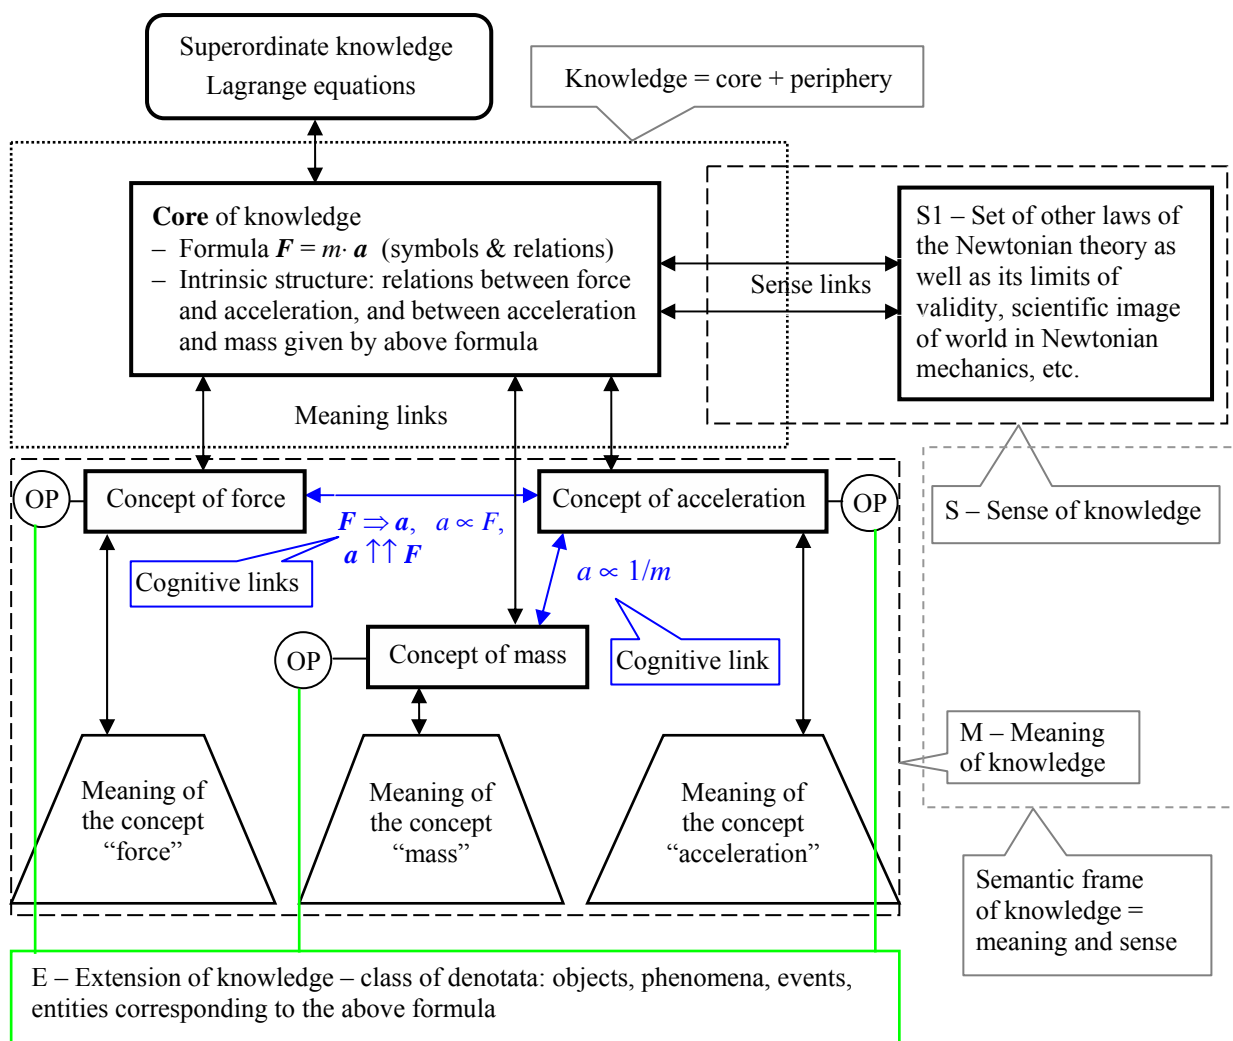 Superordinate knowledge
Lagrange equations
Knowledge = core + periphery
Core of knowledge
– Formula F = m· a (symbols & relations)
– Intrinsic structure: relations between force
and acceleration, and between acceleration
and mass given by above formula
Sense links
S1 – Set of other laws of
the Newtonian theory as
well as its limits of
validity, scientific image
of world in Newtonian
mechanics, etc.
Meaning links
OP
Concept of force
Concept of acceleration
OP
S – Sense of knowledge
F ⇒ a, a ∝ F,
a ↑↑ F
Cognitive links
a ∝ 1/m
OP
Concept of mass
Cognitive link
M – Meaning
of knowledge
Meaning of
the concept
“force”
Meaning of
the concept
“mass”
Meaning of
the concept
“acceleration”
Semantic frame
of knowledge =
meaning and sense
E – Extension of knowledge – class of denotata: objects, phenomena, events,
entities corresponding to the above formula